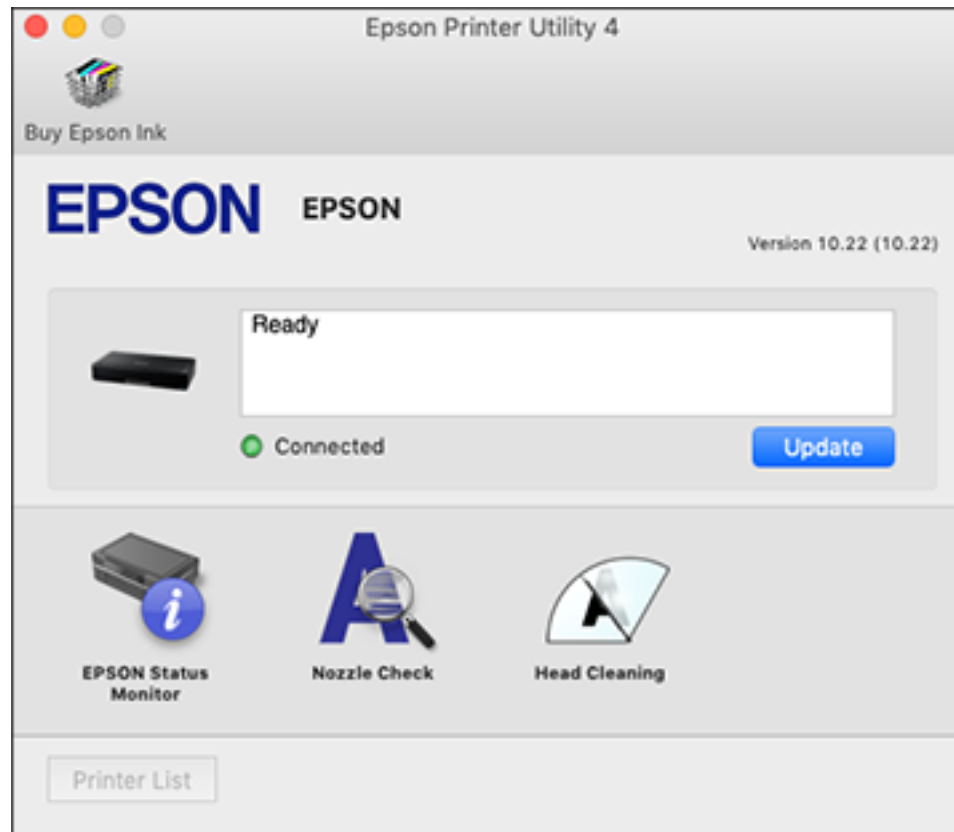 Epson Printer Utility 4
Buy Epson Ink
EPSON EPSON
Version 10.22 (10.22)
Ready
Connected Update
EPSON Status
Monitor
Nozzle Check
Head Cleaning
Printer List